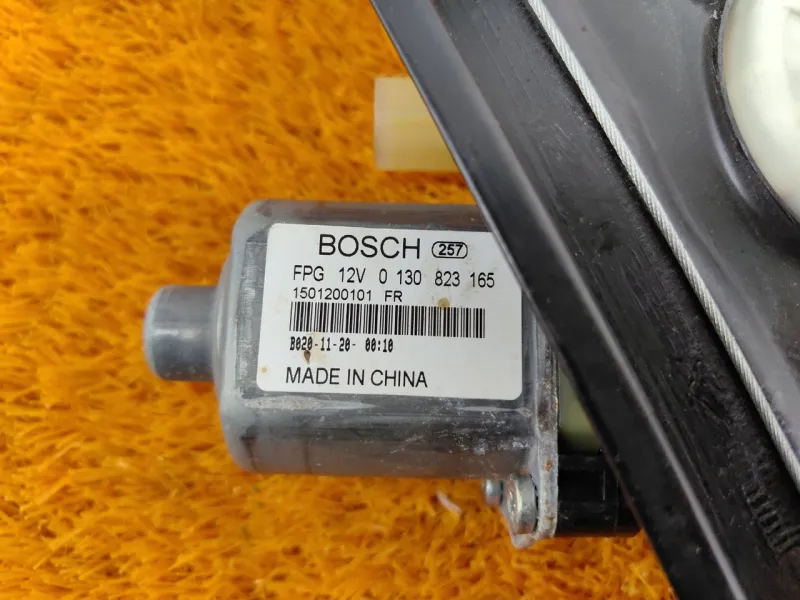 BOSCH 257
FPG 12V 0 130 823 165
1501200101 FR
B020-11-20- 00:10
MADE IN CHINA